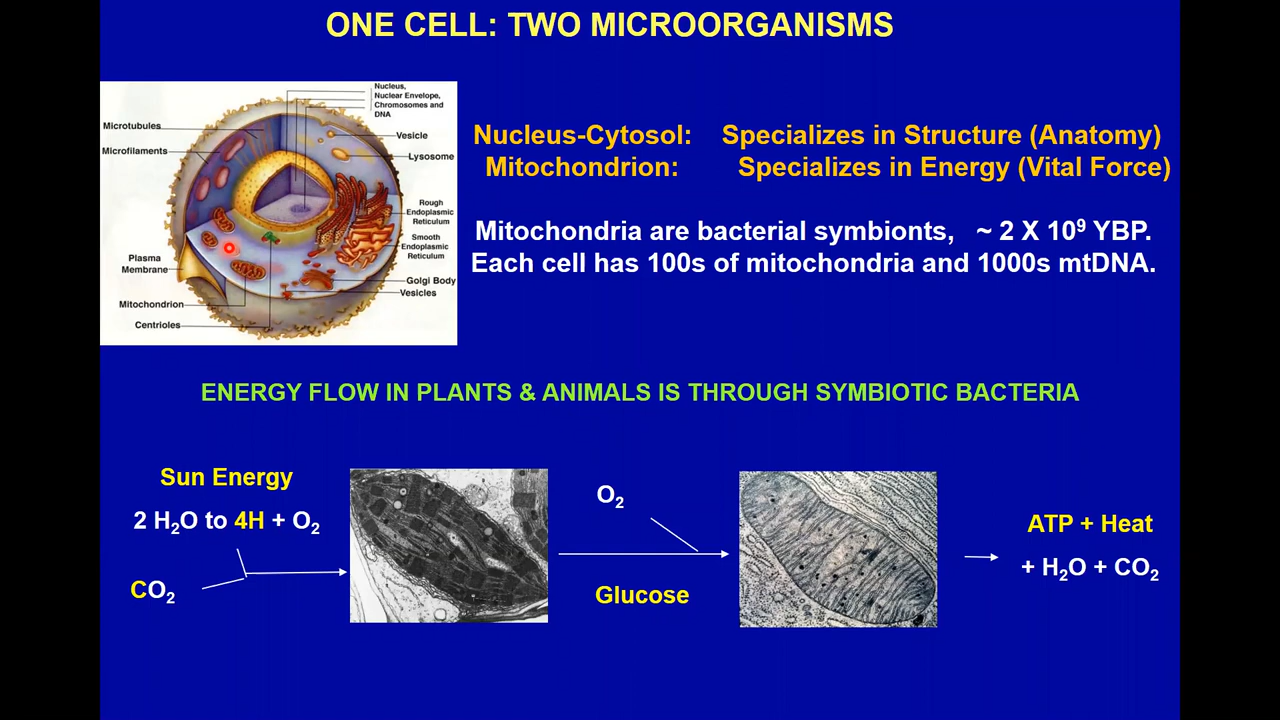 ONE CELL: TWO MICROORGANISMS
Nucleus,
Nuclear Envelope,
Chromosomes and
DNA
Microtubules
Microfilaments
Vesicle
Lysosome
Rough
Endoplasmic
Reticulum
Smooth
Endoplasmic
Reticulum
Plasma
Membrane
Golgi Body
Vesicles
Mitochondrion
Centrioles
Nucleus-Cytosol: Specializes in Structure (Anatomy)
Mitochondrion: Specializes in Energy (Vital Force)
Mitochondria are bacterial symbionts, ~ 2 X 10⁹ YBP.
Each cell has 100s of mitochondria and 1000s mtDNA.
ENERGY FLOW IN PLANTS & ANIMALS IS THROUGH SYMBIOTIC BACTERIA
Sun Energy
2 H₂O to 4H + O₂
CO₂
O₂
Glucose
ATP + Heat
+ H₂O + CO₂